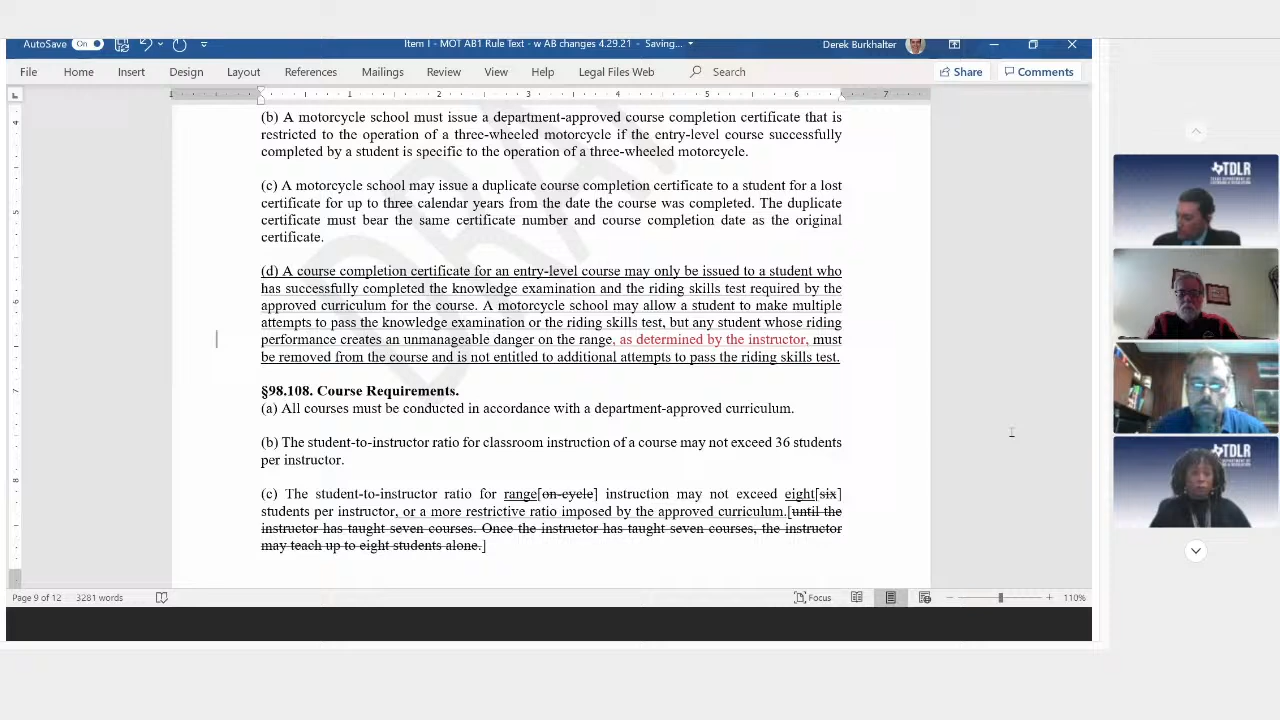 AutoSave On
Item I - MOT AB1 Rule Text - w AB changes 4.29.21 - Saving...
Derek Burkhalter
File Home Insert Design Layout References Mailings Review View Help Legal Files Web Search Share Comments
1 1 2 3 4 5 6 7
(b) A motorcycle school must issue a department-approved course completion certificate that is
restricted to the operation of a three-wheeled motorcycle if the entry-level course successfully
completed by a student is specific to the operation of a three-wheeled motorcycle.
(c) A motorcycle school may issue a duplicate course completion certificate to a student for a lost
certificate for up to three calendar years from the date the course was completed. The duplicate
certificate must bear the same certificate number and course completion date as the original
certificate.
(d) A course completion certificate for an entry-level course may only be issued to a student who
has successfully completed the knowledge examination and the riding skills test required by the
approved curriculum for the course. A motorcycle school may allow a student to make multiple
attempts to pass the knowledge examination or the riding skills test, but any student whose riding
performance creates an unmanageable danger on the range, as determined by the instructor, must
be removed from the course and is not entitled to additional attempts to pass the riding skills test.
§98.108. Course Requirements.
(a) All courses must be conducted in accordance with a department-approved curriculum.
(b) The student-to-instructor ratio for classroom instruction of a course may not exceed 36 students
per instructor.
(c) The student-to-instructor ratio for range[on-cycle] instruction may not exceed eight[six]
students per instructor, or a more restrictive ratio imposed by the approved curriculum.[until the
instructor has taught seven courses. Once the instructor has taught seven courses, the instructor
may teach up to eight students alone.]
DRAFT
4
5
6
7
8
Page 9 of 12 3281 words Focus 110%
TDLR
TDLR